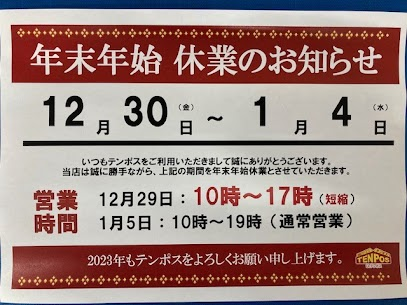 年末年始 休業のお知らせ
12月30日(金)～1月4日(水)
いつもテンポスをご利用いただきまして誠にありがとうございます。
当店は誠に勝手ながら、上記の期間を年末年始休業とさせていただきます。
営業時間
12月29日：10時～17時(短縮)
1月5日：10時～19時(通常営業)
2023年もテンポスをよろしくお願い申し上げます。
TENPOS